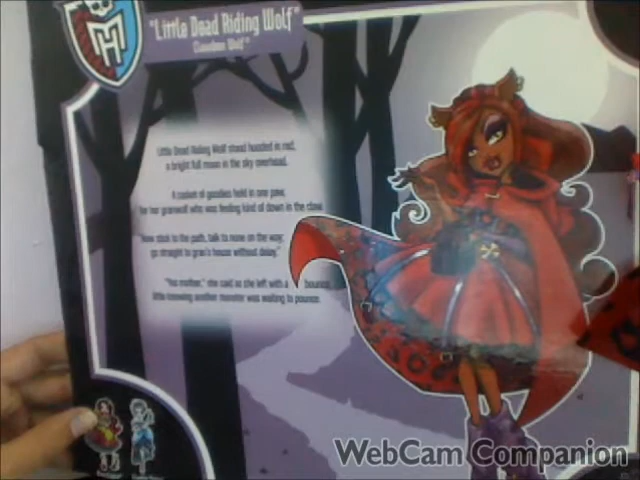 "Little Dead Riding Wolf"
Clawdeen Wolf™
Little Dead Riding Wolf stood hooded in red,
a bright full moon in the sky overhead.
A casket of goodies held in one paw,
for her granwolf who was feeling kind of down in the claw.
"Now stick to the path, talk to none on the way;
go straight to gran's house without delay."
"Yes mother," she said as she left with a bounce,
little knowing another monster was waiting to pounce.
WebCam Companion